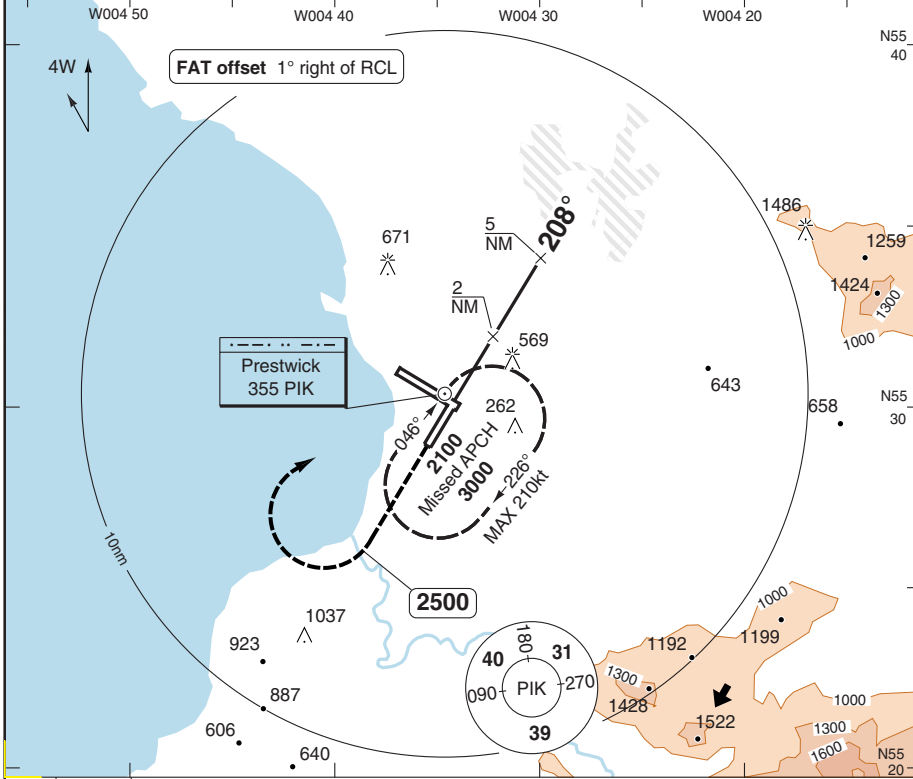 W004 50
W004 40
W004 30
W004 20
N55
40
4W
FAT offset 1° right of RCL
1486
671
5
NM
208°
1259
1424
1300
2
NM
1000
569
Prestwick
355 PIK
643
262
658
N55
30
046°
2100
Missed APCH
3000
226°
MAX 210kt
10nm
2500
1037
1000
180
1199
923
40
31
1192
090
PIK
270
1300
887
1428
1000
39
1522
606
1300
640
1600
N55
20